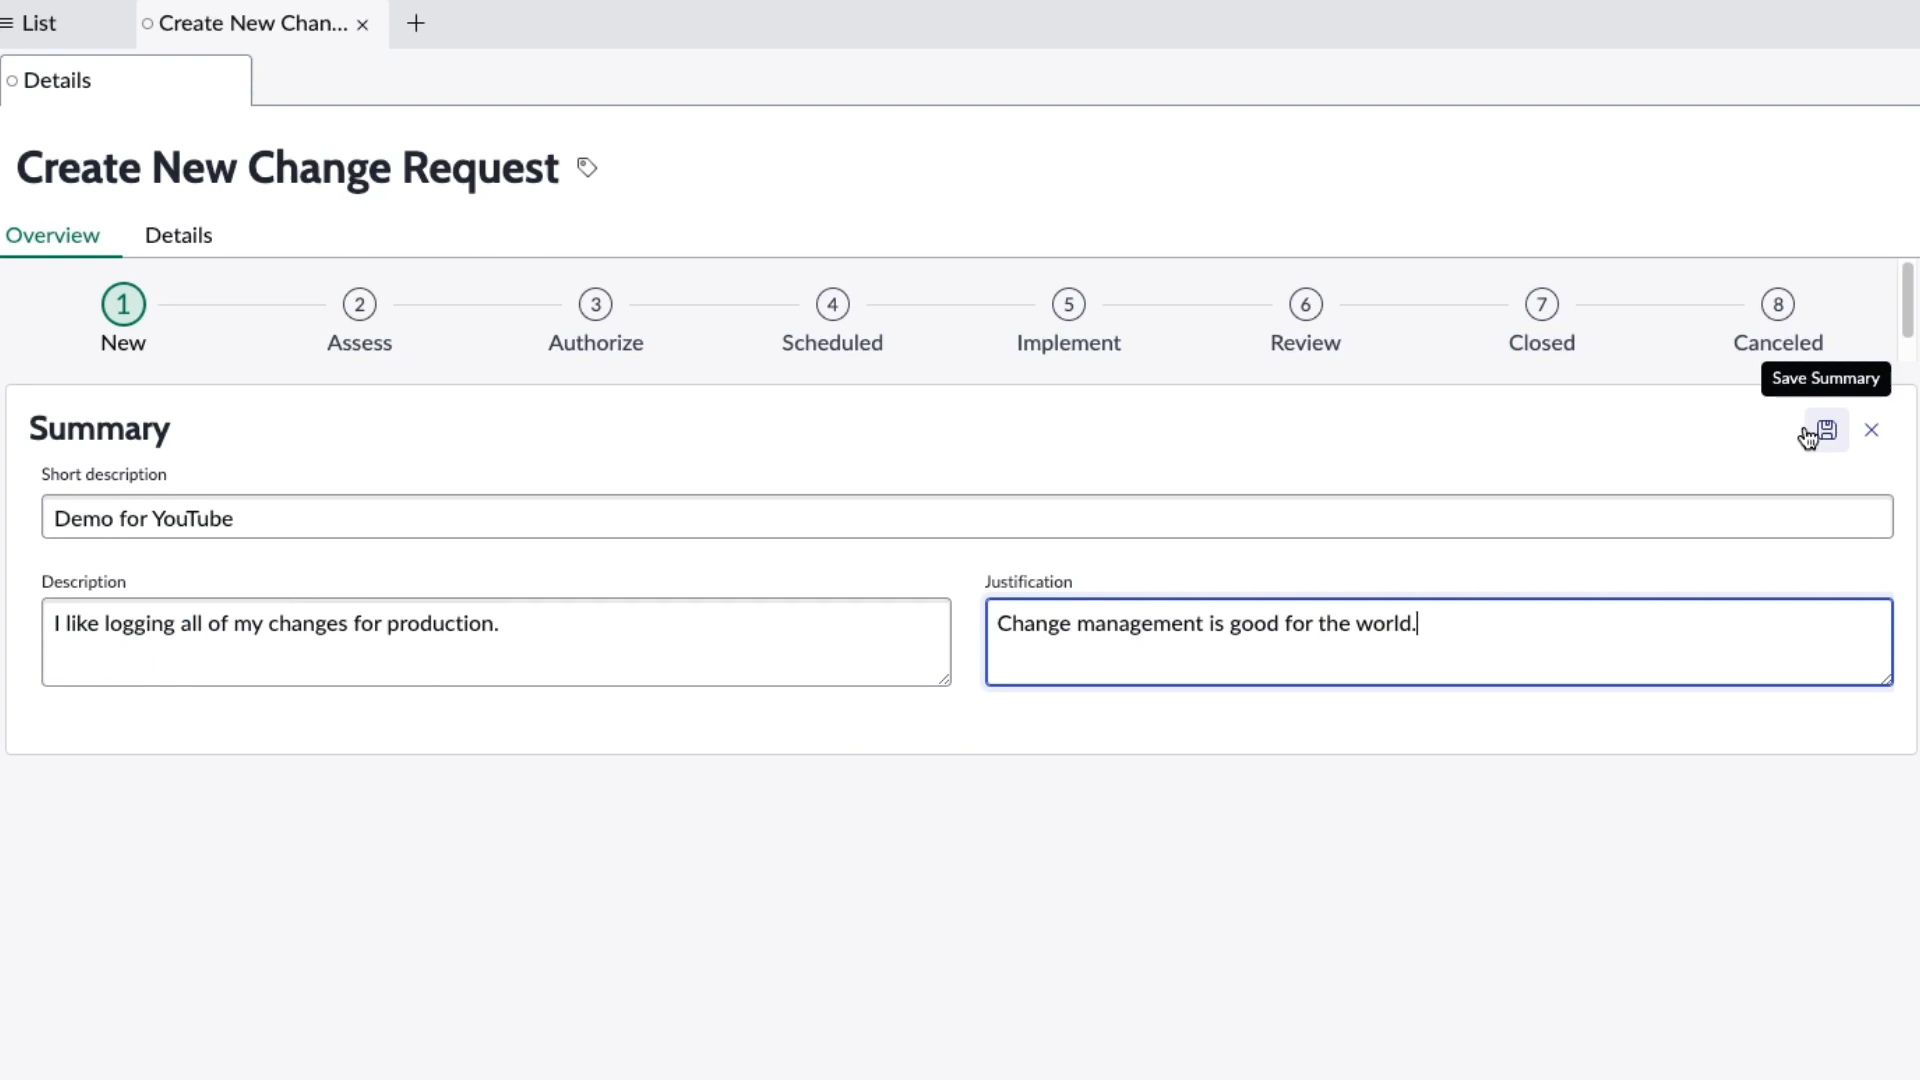 List
Create New Chan...
Details
Create New Change Request
Overview Details
1 2 3 4 5 6 7 8
New Assess Authorize Scheduled Implement Review Closed Canceled
Save Summary
Summary
Short description
Demo for YouTube
Description Justification
I like logging all of my changes for production. Change management is good for the world.